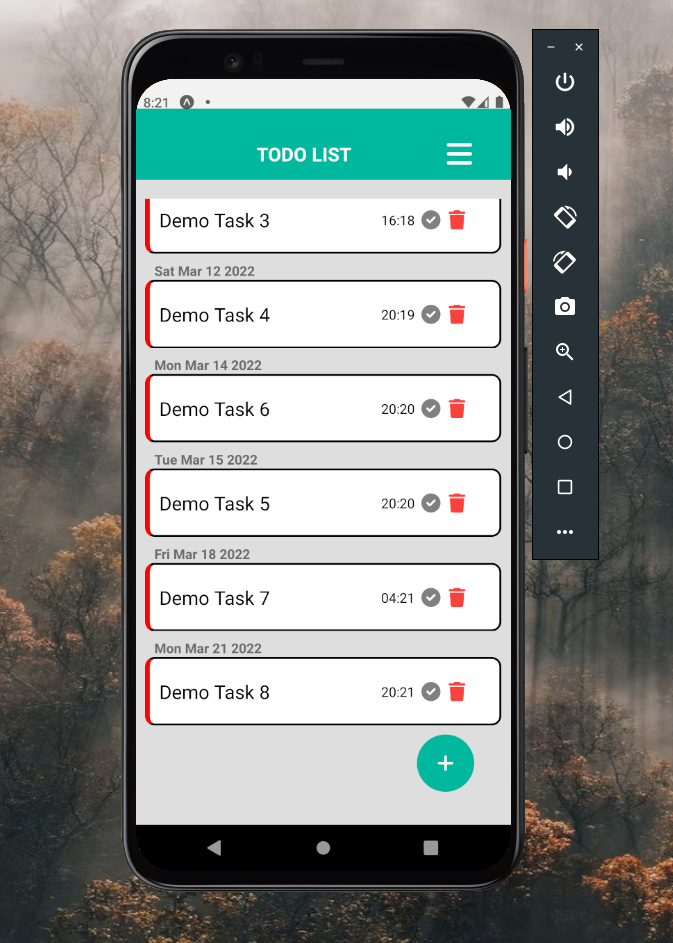 8:21
TODO LIST
Demo Task 3 16:18
Sat Mar 12 2022
Demo Task 4 20:19
Mon Mar 14 2022
Demo Task 6 20:20
Tue Mar 15 2022
Demo Task 5 20:20
Fri Mar 18 2022
Demo Task 7 04:21
Mon Mar 21 2022
Demo Task 8 20:21